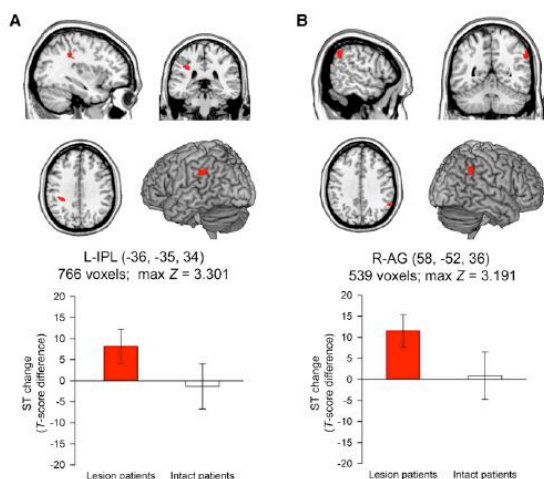 A
B
L-IPL (-36, -35, 34)
766 voxels; max Z = 3.301
R-AG (58, -52, 36)
539 voxels; max Z = 3.191
ST change
(T-score difference)
20
15
10
5
0
-5
-10
-15
-20
Lesion patients Intact patients
ST change
(T-score difference)
20
15
10
5
0
-5
-10
-15
-20
Lesion patients Intact patients